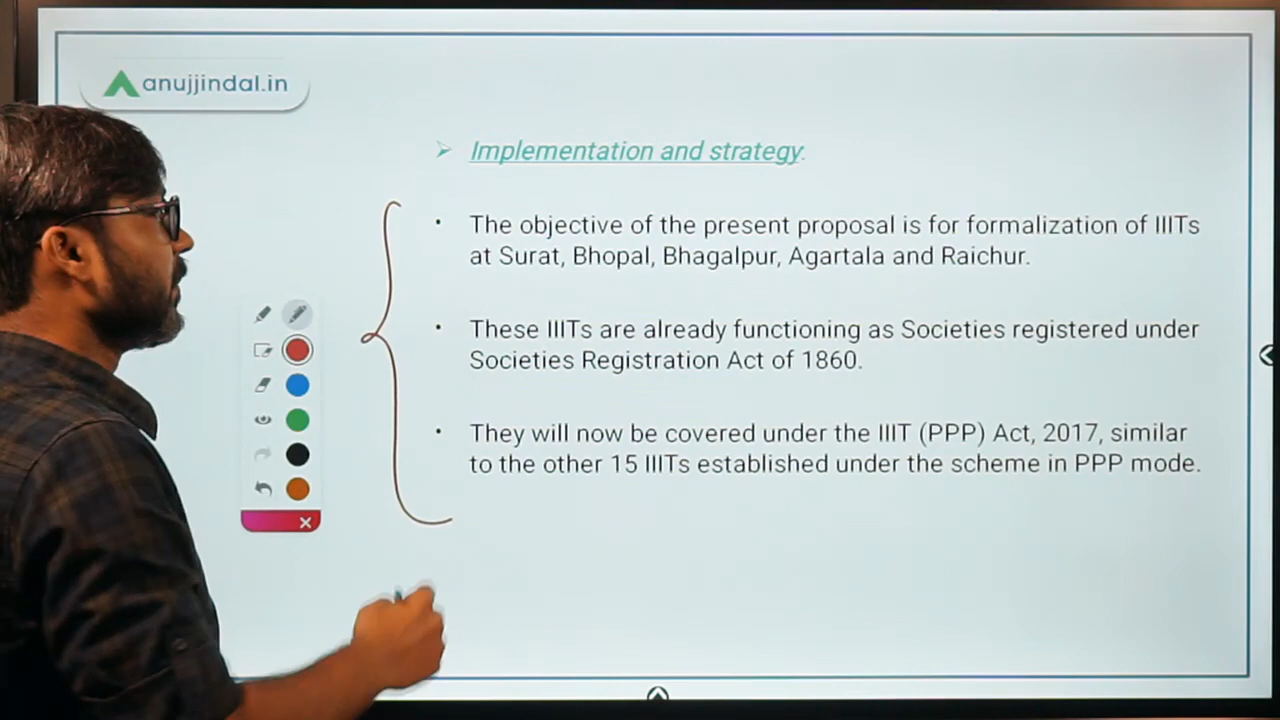 anujjindal.in
Implementation and strategy:
The objective of the present proposal is for formalization of IIITs
at Surat, Bhopal, Bhagalpur, Agartala and Raichur.
These IIITs are already functioning as Societies registered under
Societies Registration Act of 1860.
They will now be covered under the IIIT (PPP) Act, 2017, similar
to the other 15 IIITs established under the scheme in PPP mode.